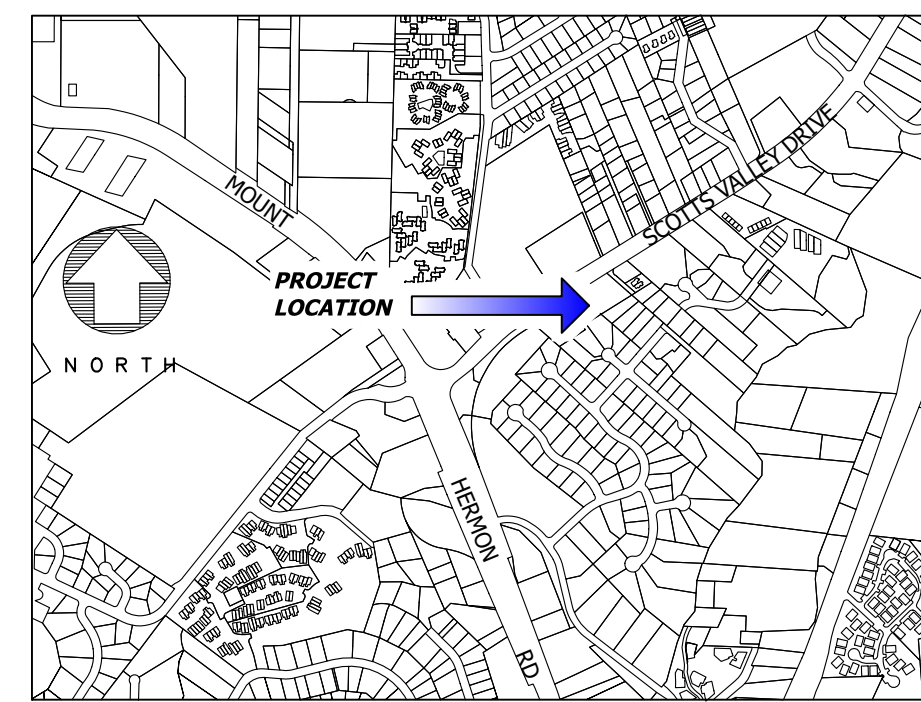 SCOTTS VALLEY DRIVE
MOUNT
PROJECT
LOCATION
NORTH
HERMON
RD